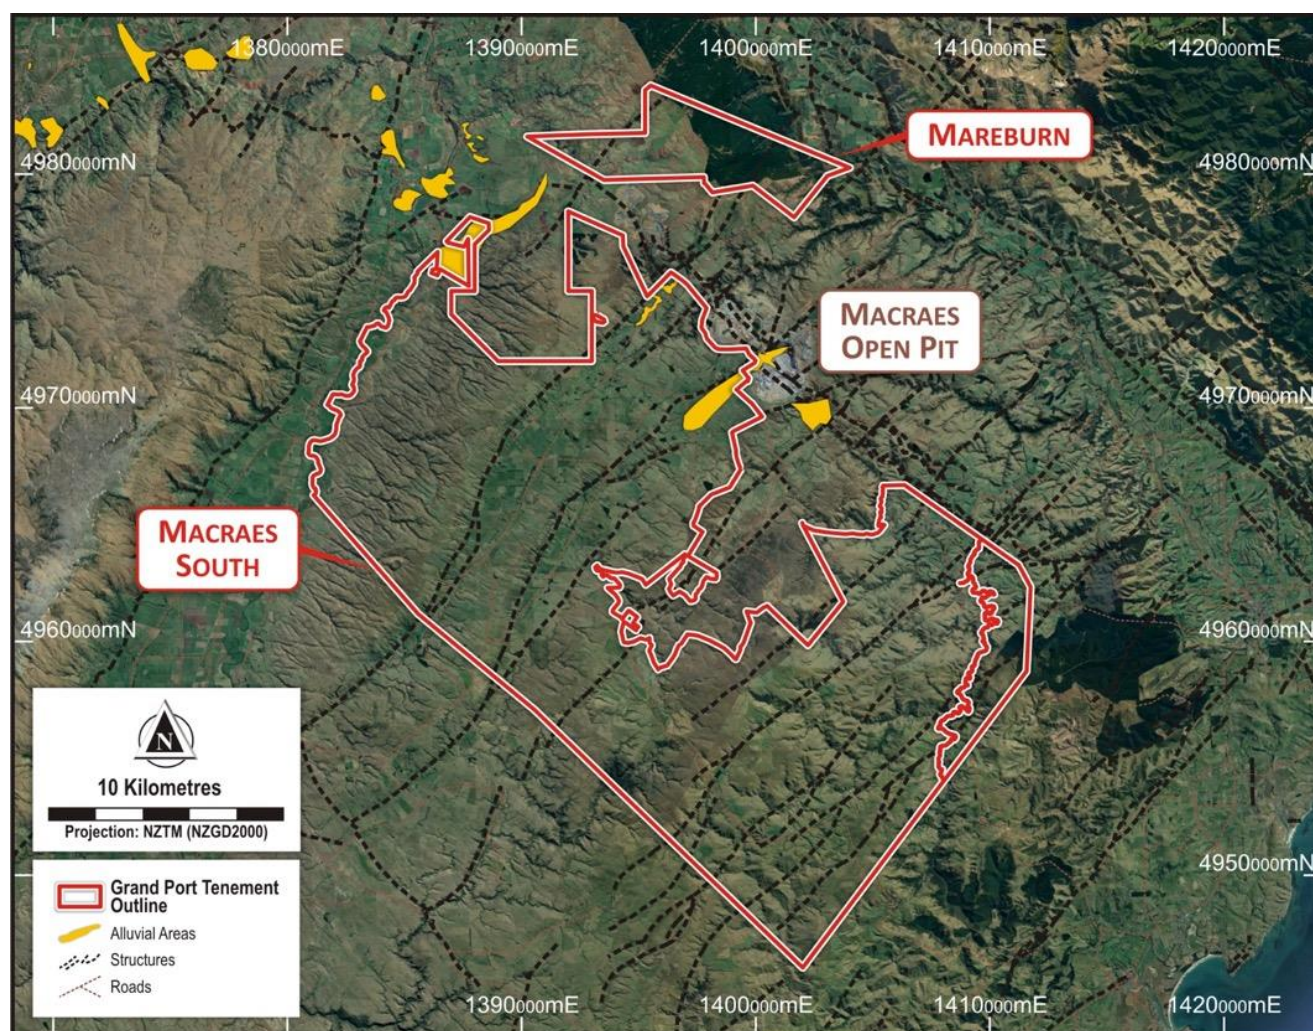 1380000mE 1390000mE 1400000mE 1410000mE 1420000mE
MAREBURN
4980000mN 4980000mN
MACRAES
OPEN PIT
4970000mN 4970000mN
MACRAES
SOUTH
4960000mN 4960000mN
N
10 Kilometres
Projection: NZTM (NZGD2000)
4950000mN
Grand Port Tenement
Outline
Alluvial Areas
Structures
Roads
1390000mE 1400000mE 1410000mE 1420000mE